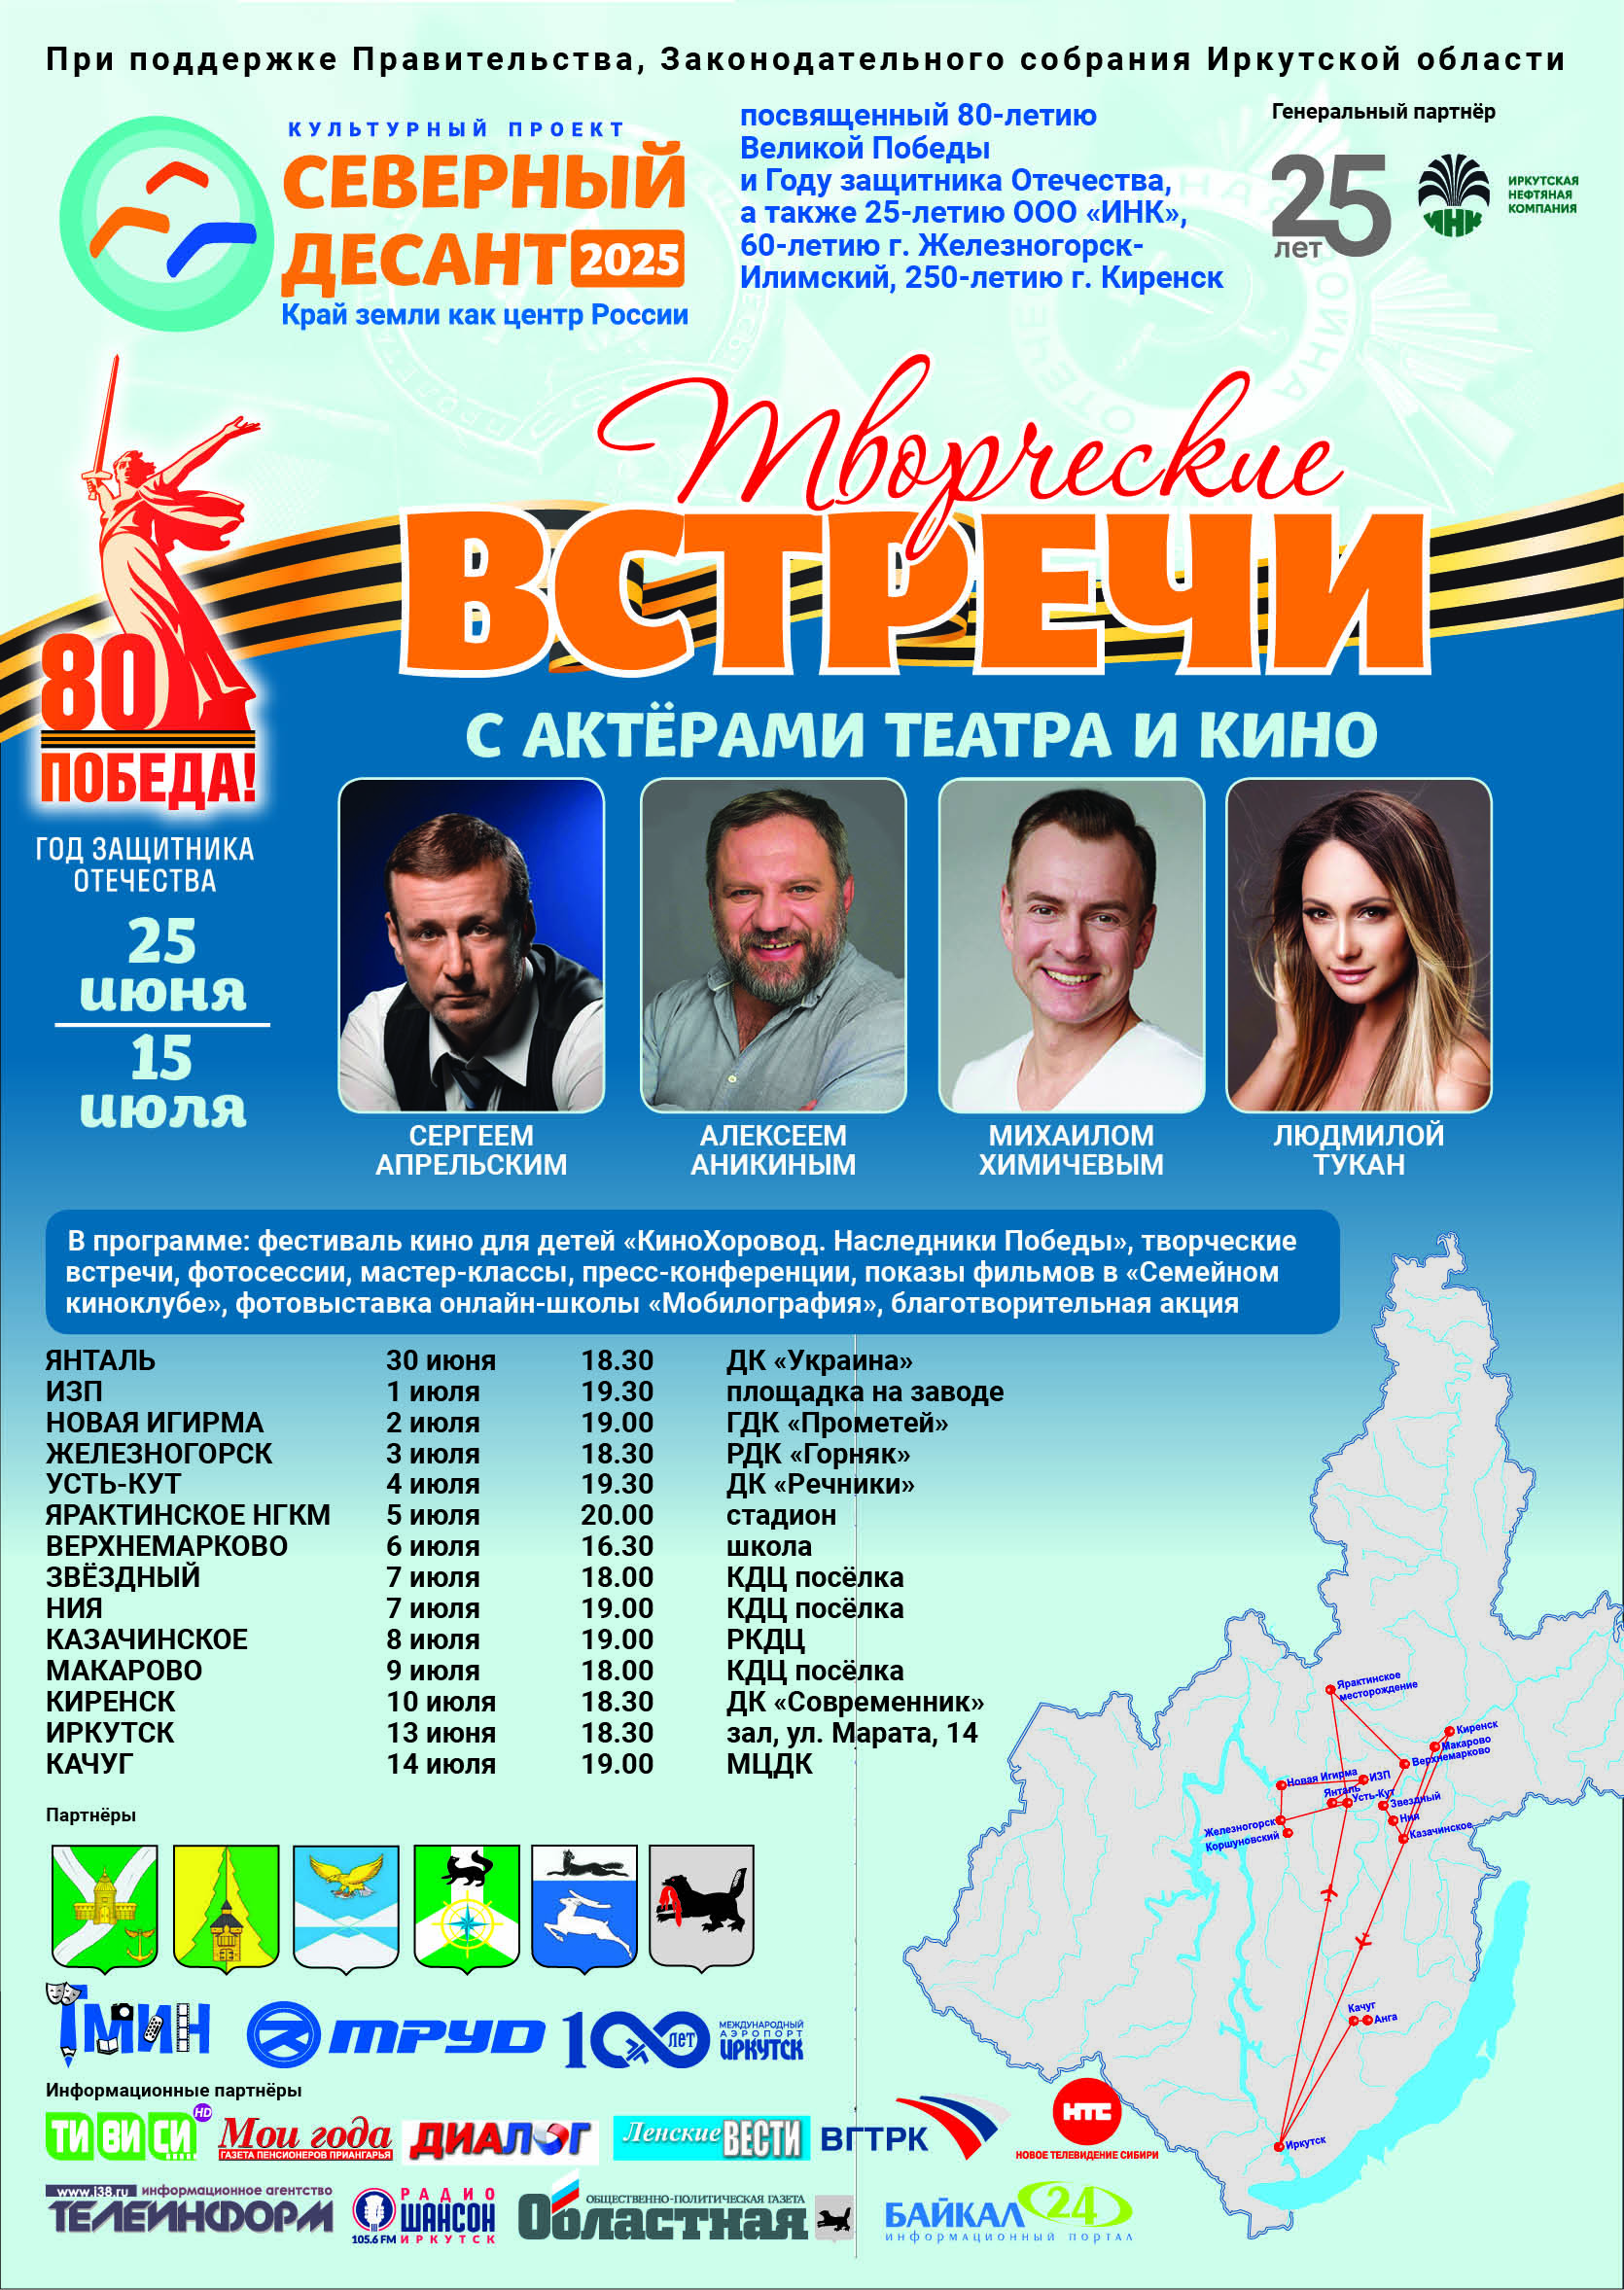 При поддержке Правительства, Законодательного собрания Иркутской области
КУЛЬТУРНЫЙ ПРОЕКТ
СЕВЕРНЫЙ
ДЕСАНТ 2025
Край земли как центр России
посвященный 80-летию
Великой Победы
и Году защитника Отечества,
а также 25-летию ООО «ИНК»,
60-летию г. Железногорск-
Илимский, 250-летию г. Киренск
Генеральный партнёр
25
лет
ИНК
ИРКУТСКАЯ
НЕФТЯНАЯ
КОМПАНИЯ
Творческие
ВСТРЕЧИ
С АКТЁРАМИ ТЕАТРА И КИНО
80
ПОБЕДА!
ГОД ЗАЩИТНИКА
ОТЕЧЕСТВА
25
июня
15
июля
СЕРГЕЕМ
АПРЕЛЬСКИМ
АЛЕКСЕЕМ
АНИКИНЫМ
МИХАИЛОМ
ХИМИЧЕВЫМ
ЛЮДМИЛОЙ
ТУКАН
В программе: фестиваль кино для детей «КиноХоровод. Наследники Победы», творческие
встречи, фотосессии, мастер-классы, пресс-конференции, показы фильмов в «Семейном
киноклубе», фотовыставка онлайн-школы «Мобилография», благотворительная акция
ЯНТАЛЬ 30 июня 18.30 ДК «Украина»
ИЗП 1 июля 19.30 площадка на заводе
НОВАЯ ИГИРМА 2 июля 19.00 ГДК «Прометей»
ЖЕЛЕЗНОГОРСК 3 июля 18.30 РДК «Горняк»
УСТЬ-КУТ 4 июля 19.30 ДК «Речники»
ЯРАКТИНСКОЕ НГКМ 5 июля 20.00 стадион
ВЕРХНЕМАРКОВО 6 июля 16.30 школа
ЗВЁЗДНЫЙ 7 июля 18.00 КДЦ посёлка
НИЯ 7 июля 19.00 КДЦ посёлка
КАЗАЧИНСКОЕ 8 июля 19.00 РКДЦ
МАКАРОВО 9 июля 18.00 КДЦ посёлка
КИРЕНСК 10 июля 18.30 ДК «Современник»
ИРКУТСК 13 июня 18.30 зал, ул. Марата, 14
КАЧУГ 14 июля 19.00 МЦДК
Ярактинское
месторождение
Киренск
Макарово
Верхнемарково
Новая Игирма
ИЗП
Янталь
Усть-Кут
Звездный
Ния
Железногорск
Коршуновский
Казачинское
Качуг
Анга
Иркутск
Партнёры
ТМИН
ТРУД
100 ЛЕТ
МЕЖДУНАРОДНЫЙ
АЭРОПОРТ
ИРКУТСК
Информационные партнёры
ТИ ВИ СИ HD
Мои года
ГАЗЕТА ПЕНСИОНЕРОВ ПРИАНГАРЬЯ
ДИАЛОГ
Ленские ВЕСТИ
ВГТРК
НТС
НОВОЕ ТЕЛЕВИДЕНИЕ СИБИРИ
www.i38.ru информационное агентство
ТЕЛЕИНФОРМ
РАДИО
ШАНСОН
105.6 FM ИРКУТСК
ОБЩЕСТВЕННО-ПОЛИТИЧЕСКАЯ ГАЗЕТА
Областная
БАЙКАЛ 24
информационный портал